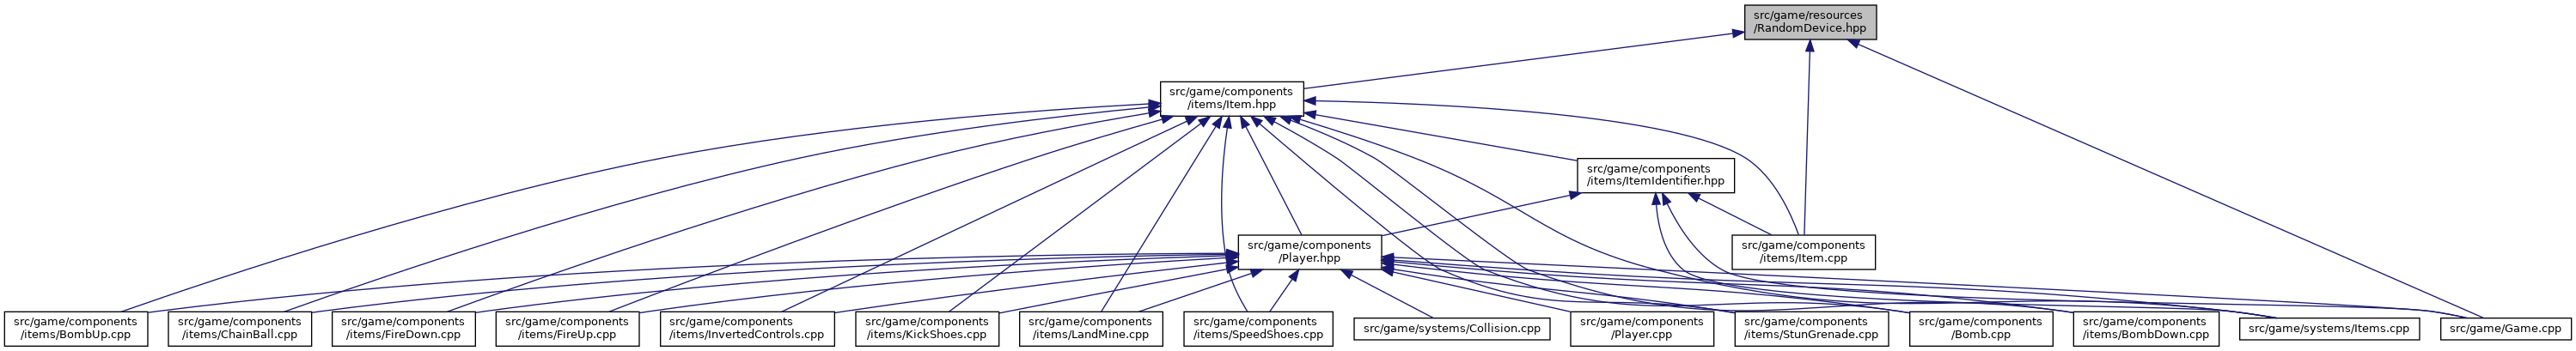 src/game/resources
/RandomDevice.hpp
src/game/components
/items/Item.hpp
src/game/components
/items/ItemIdentifier.hpp
src/game/components
/Player.hpp
src/game/components
/items/Item.cpp
src/game/components
/items/BombUp.cpp
src/game/components
/items/ChainBall.cpp
src/game/components
/items/FireDown.cpp
src/game/components
/items/FireUp.cpp
src/game/components
/items/InvertedControls.cpp
src/game/components
/items/KickShoes.cpp
src/game/components
/items/LandMine.cpp
src/game/components
/items/SpeedShoes.cpp
src/game/systems/Collision.cpp
src/game/components
/Player.cpp
src/game/components
/items/StunGrenade.cpp
src/game/components
/Bomb.cpp
src/game/components
/items/BombDown.cpp
src/game/systems/Items.cpp
src/game/Game.cpp